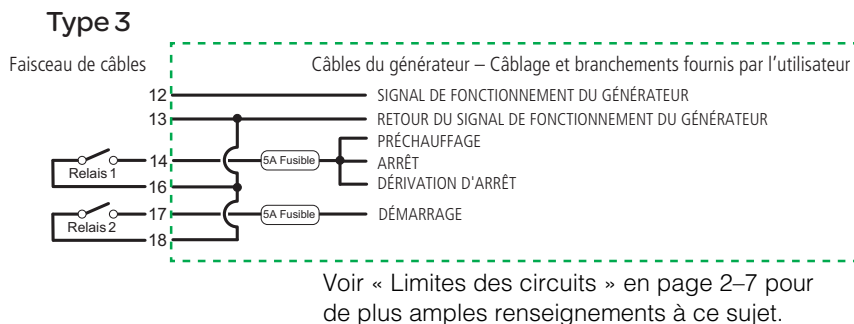 Type 3
Faisceau de câbles
Câbles du générateur – Câblage et branchements fournis par l'utilisateur
12 SIGNAL DE FONCTIONNEMENT DU GÉNÉRATEUR
13 RETOUR DU SIGNAL DE FONCTIONNEMENT DU GÉNÉRATEUR
PRÉCHAUFFAGE
14 5A Fusible ARRÊT
Relais 1
16 DÉRIVATION D'ARRÊT
17 5A Fusible DÉMARRAGE
Relais 2
18
Voir « Limites des circuits » en page 2–7 pour
de plus amples renseignements à ce sujet.